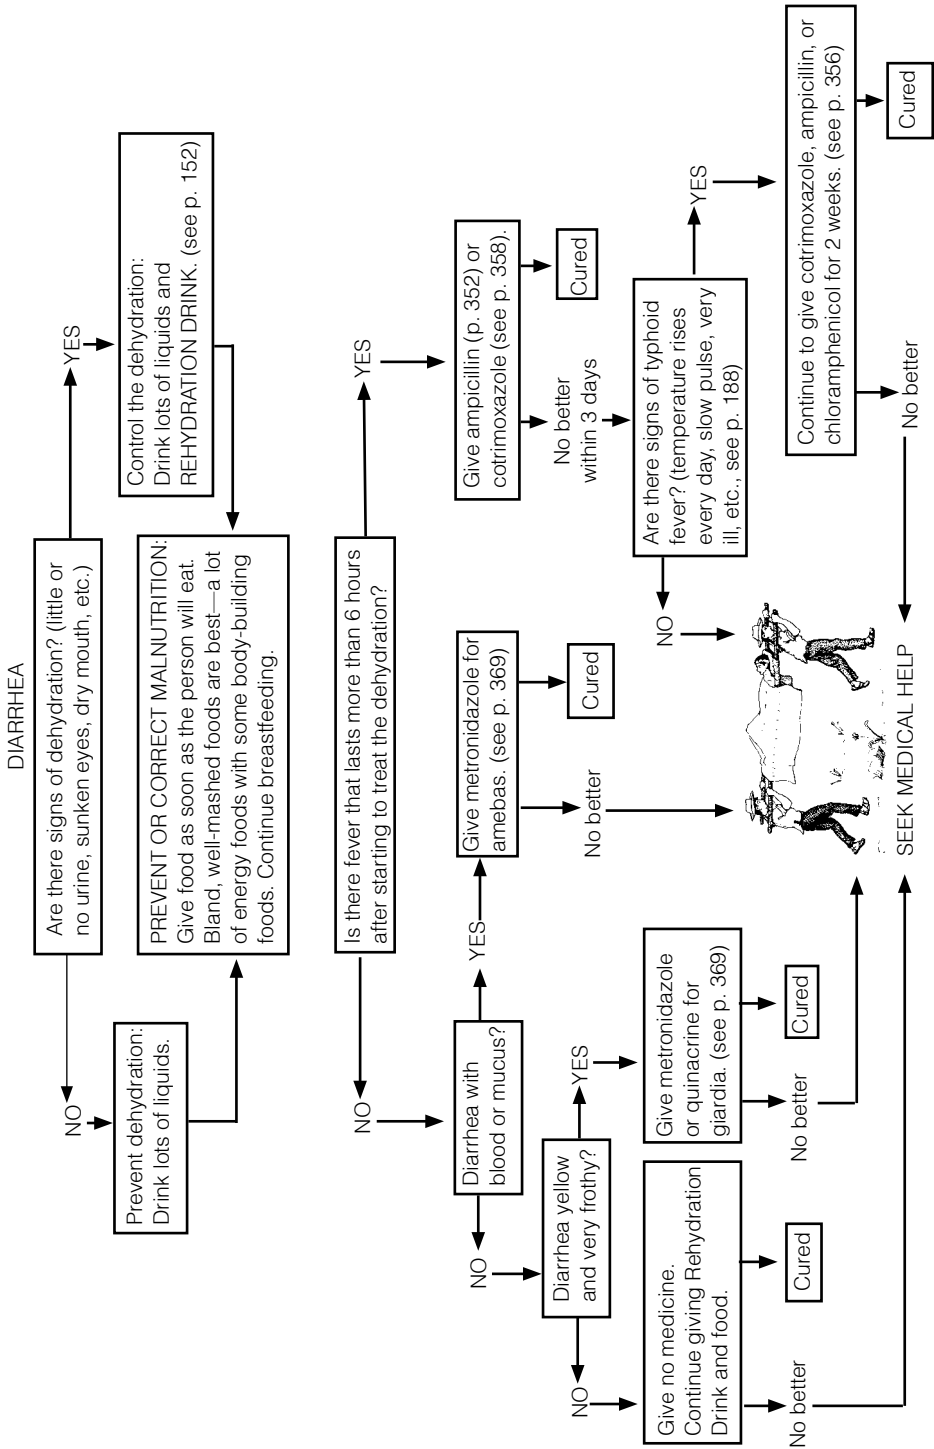 DIARRHEA
Are there signs of dehydration? (little or
no urine, sunken eyes, dry mouth, etc.)
NO
YES
Prevent dehydration:
Drink lots of liquids.
Control the dehydration:
Drink lots of liquids and
REHYDRATION DRINK. (see p. 152)
PREVENT OR CORRECT MALNUTRITION:
Give food as soon as the person will eat.
Bland, well-mashed foods are best—a lot
of energy foods with some body-building
foods. Continue breastfeeding.
Is there fever that lasts more than 6 hours
after starting to treat the dehydration?
NO
YES
Diarrhea with
blood or mucus?
NO
YES
Give metronidazole for
amebas. (see p. 369)
No better
Cured
Give ampicillin (p. 352) or
cotrimoxazole (see p. 358).
No better
within 3 days
Cured
Diarrhea yellow
and very frothy?
NO
YES
Give no medicine.
Continue giving Rehydration
Drink and food.
No better
Cured
Give metronidazole
or quinacrine for
giardia. (see p. 369)
No better
Cured
Are there signs of typhoid
fever? (temperature rises
every day, slow pulse, very
ill, etc., see p. 188)
NO
YES
Continue to give cotrimoxazole, ampicillin, or
chloramphenicol for 2 weeks. (see p. 356)
No better
Cured
SEEK MEDICAL HELP